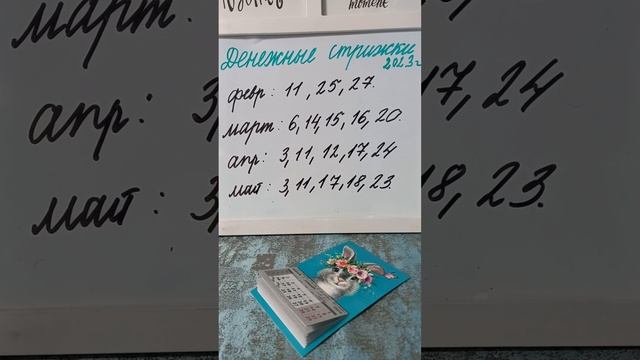 moment
Денежные стрижки
2023г
февр: 11, 25, 27.
март: 6, 14, 15, 16, 20.
апр: 3, 11, 12, 17, 24
май: 3, 11, 17, 18, 23.